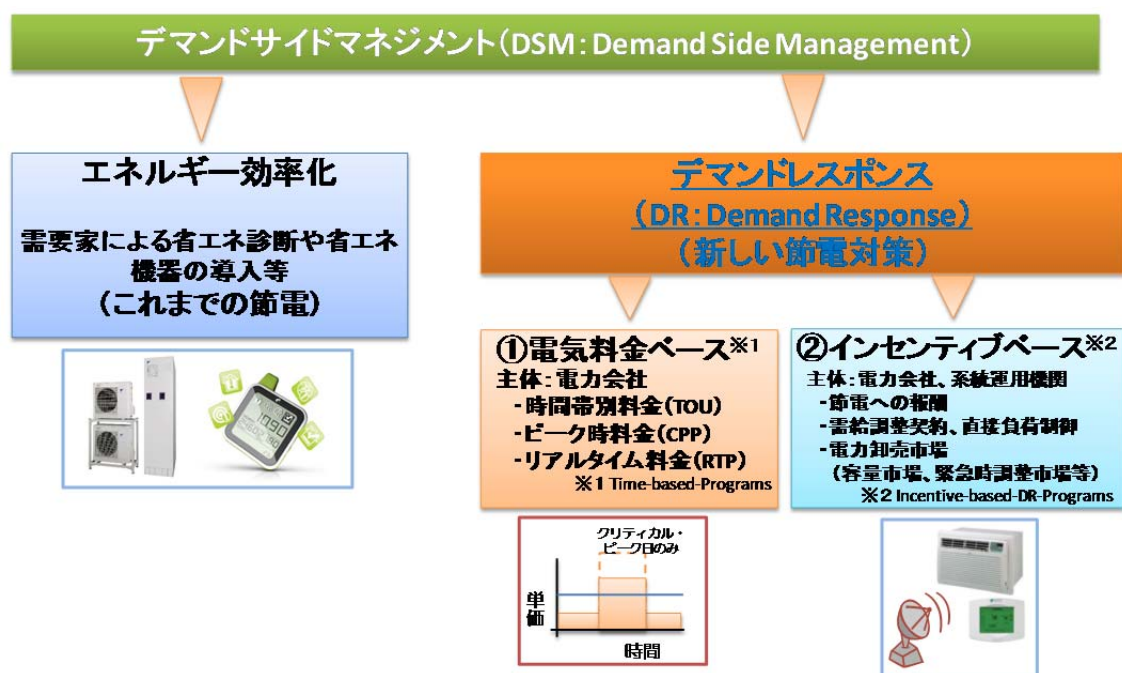 デマンドサイドマネジメント(DSM:Demand Side Management)
エネルギー効率化
需要家による省エネ診断や省エネ
機器の導入等
(これまでの節電)
デマンドレスポンス
(DR:Demand Response)
(新しい節電対策)
①電気料金ベース※1
主体:電力会社
-時間帯別料金(TOU)
-ピーク時料金(CPP)
-リアルタイム料金(RTP)
※1 Time-based-Programs
②インセンティブベース※2
主体:電力会社、系統運用機関
-節電への報酬
-需給調整契約、直接負荷制御
-電力卸売市場
(容量市場、緊急時調整市場等)
※2 Incentive-based-DR-Programs
クリティカル・
ピーク日のみ
単価
時間